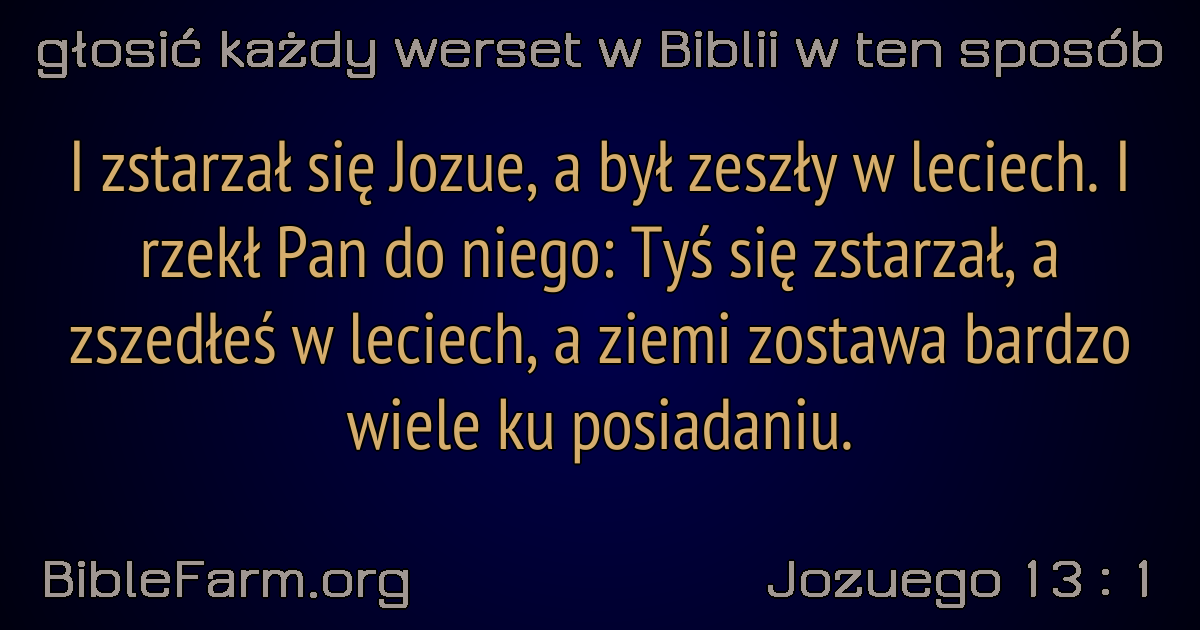 głosić każdy werset w Biblii w ten sposób
I zstarzał się Jozue, a był zeszły w leciech. I
rzekł Pan do niego: Tyś się zstarzał, a
zszedłeś w leciech, a ziemi zostawa bardzo
wiele ku posiadaniu.
BibleFarm.org
Jozuego 13 : 1